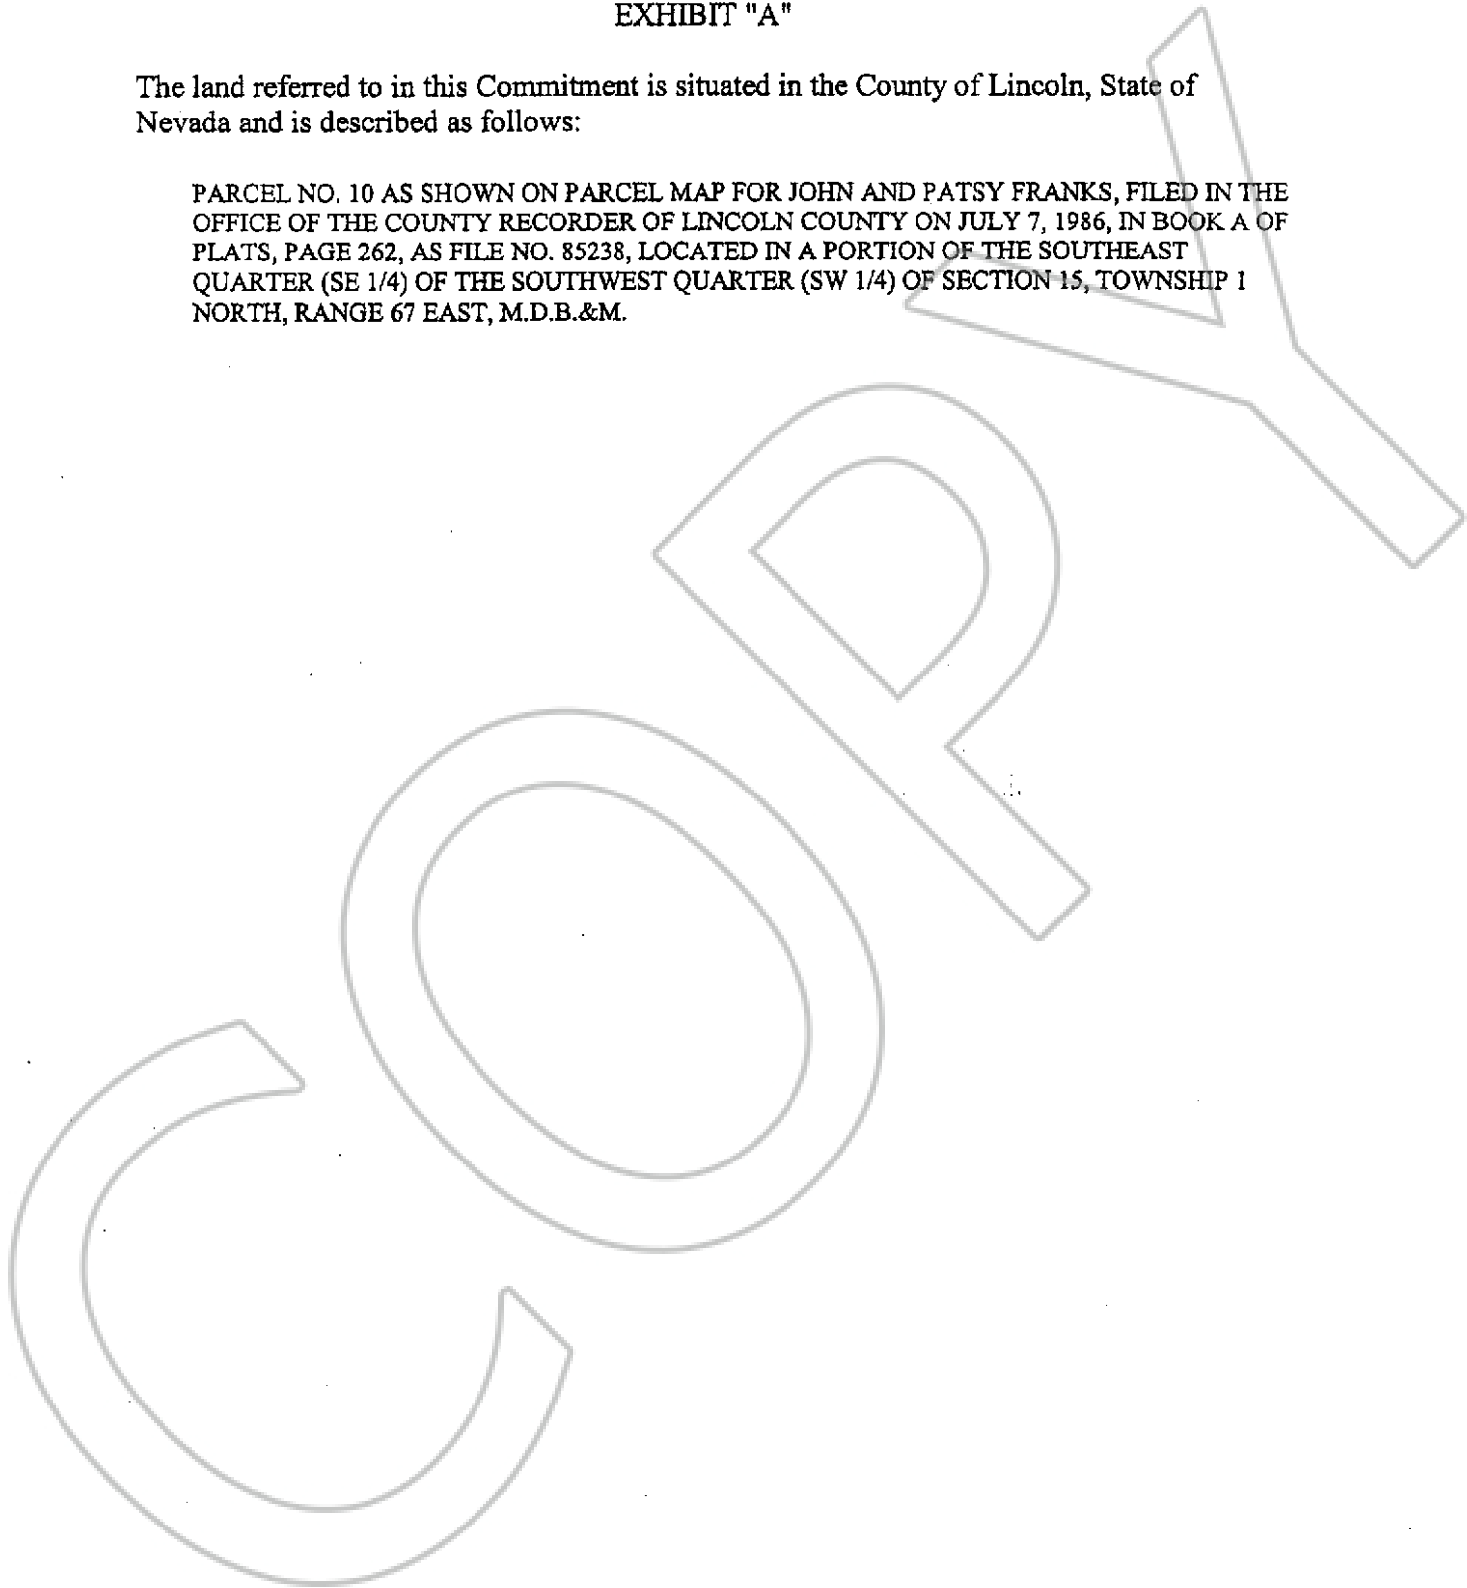 EXHIBIT "A"
The land referred to in this Commitment is situated in the County of Lincoln, State of
Nevada and is described as follows:
PARCEL NO. 10 AS SHOWN ON PARCEL MAP FOR JOHN AND PATSY FRANKS, FILED IN THE
OFFICE OF THE COUNTY RECORDER OF LINCOLN COUNTY ON JULY 7, 1986, IN BOOK A OF
PLATS, PAGE 262, AS FILE NO. 85238, LOCATED IN A PORTION OF THE SOUTHEAST
QUARTER (SE 1/4) OF THE SOUTHWEST QUARTER (SW 1/4) OF SECTION 15, TOWNSHIP 1
NORTH, RANGE 67 EAST, M.D.B.&M.
COPY